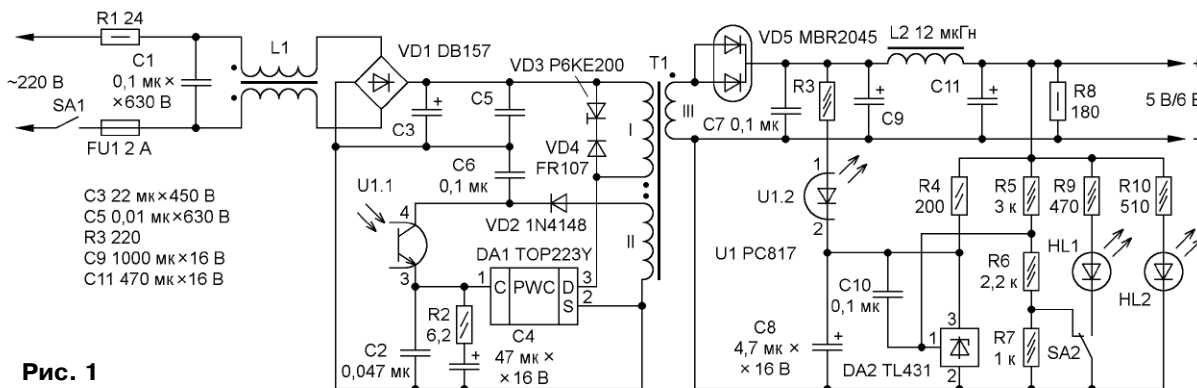 R1 24
C1
0,1 мк ×
×630 В
~220 В
SA1
FU1 2 А
L1
VD1 DB157
C3
C5
C6
0,1 мк
VD3 P6KE200
VD4
FR107
VD2 1N4148
T1
I
II
III
U1.1
4
3
DA1 TOP223Y
1
C
PWC
D
S
3
2
R2
6,2
C2
0,047 мк
C4
47 мк ×
×16 В
C3 22 мк×450 В
C5 0,01 мк×630 В
R3 220
C9 1000 мк×16 В
C11 470 мк×16 В
VD5 MBR2045
C7 0,1 мк
R3
C9
L2 12 мкГн
C11
R8
180
+
5 В/6 В
−
1
U1.2
2
U1 PC817
R4
200
R5
3 к
R9
470
R10
510
R6
2,2 к
R7
1 к
HL1
HL2
SA2
C10
0,1 мк
C8
4,7 мк ×
×16 В
3
1
2
DA2 TL431
Рис. 1